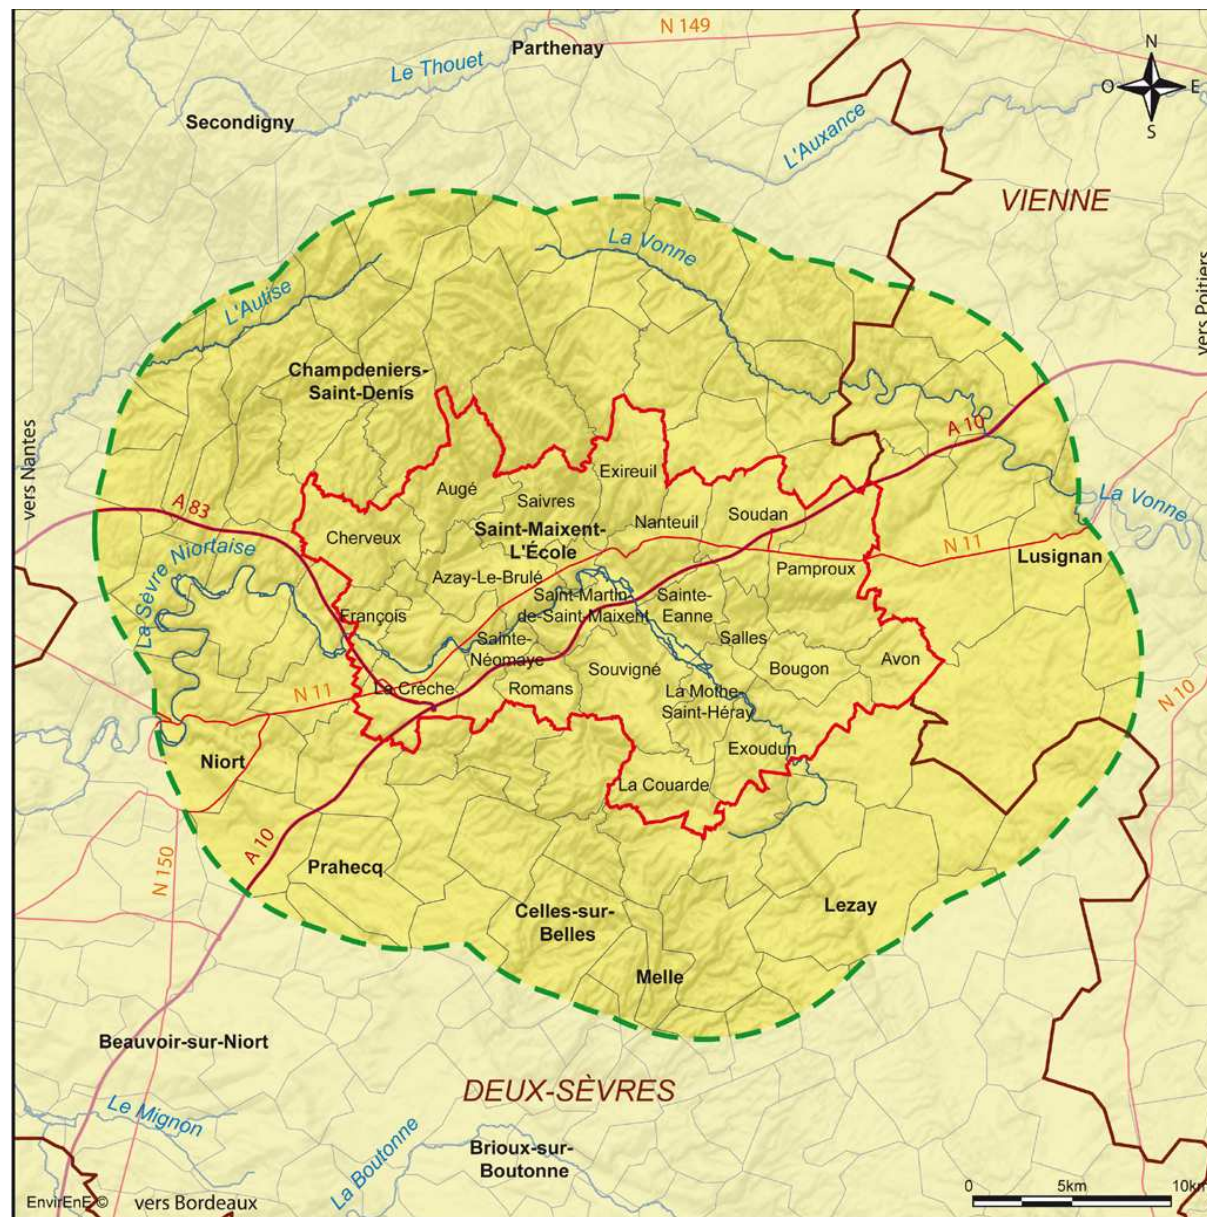 N 149
Parthenay
Le Thouet
N
O
E
S
Secondigny
L'Auxance
VIENNE
La Vonne
vers Poitiers
L'Autise
Champdeniers-
Saint-Denis
A 10
vers Nantes
Exireuil
Augé
Saivres
A 83
La Vonne
Soudan
Nanteuil
Cherveux
Saint-Maixent-
L'École
N 11
Lusignan
La Sèvre Niortaise
Pamproux
Azay-Le-Brulé
Saint-Martin-
de-Saint-Maixent
Sainte-
Eanne
François
Salles
Sainte-
Néomaye
Souvigné
Bougon
Avon
La Crèche
Romans
La Mothe-
Saint-Héray
N 11
N 10
Exoudun
Niort
La Couarde
A 10
N 150
Prahecq
Celles-sur-
Belles
Lezay
Melle
Beauvoir-sur-Niort
DEUX-SÈVRES
Le Mignon
La Boutonne
Brioux-sur-
Boutonne
EnvirEnE ©
vers Bordeaux
0
5km
10km